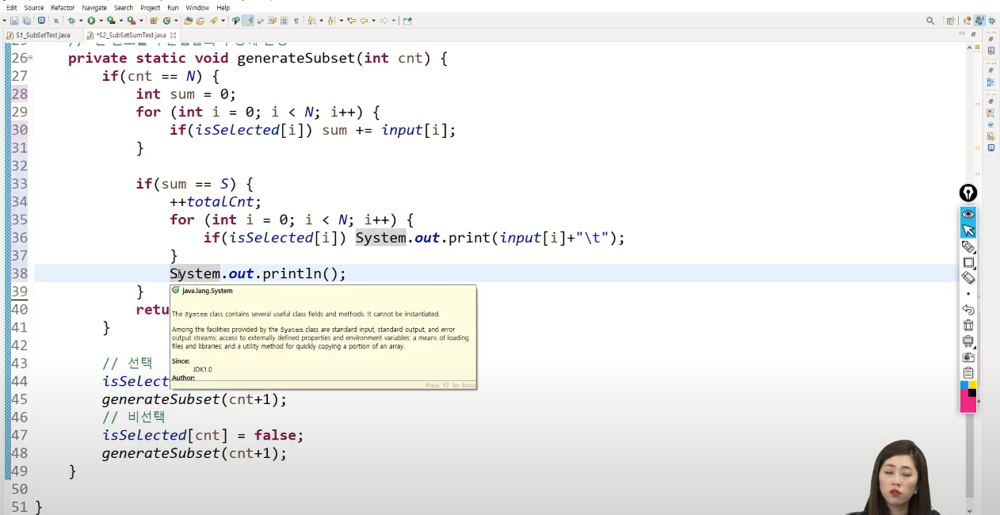 Edit Source Refactor Navigate Search Project Run Window Help
S1_SubSetTest.java *S2_SubSetSumTest.java
26 private static void generateSubset(int cnt) {
27 if(cnt == N) {
28 int sum = 0;
29 for (int i = 0; i < N; i++) {
30 if(isSelected[i]) sum += input[i];
31 }
32
33 if(sum == S) {
34 ++totalCnt;
35 for (int i = 0; i < N; i++) {
36 if(isSelected[i]) System.out.print(input[i]+"\t");
37 }
38 System.out.println();
39 }
java.lang.System
40 retu
The System class contains several useful class fields and methods. It cannot be instantiated.
41 }
Among the facilities provided by the System class are standard input, standard output, and error
output streams; access to externally defined properties and environment variables; a means of loading
files and libraries; and a utility method for quickly copying a portion of an array.
42
Since:
43 // 선택
JDK1.0
44 isSelect
Author:
Press 'F2' for focus
45 generateSubset(cnt+1);
46 // 비선택
47 isSelected[cnt] = false;
48 generateSubset(cnt+1);
49 }
50
51 }